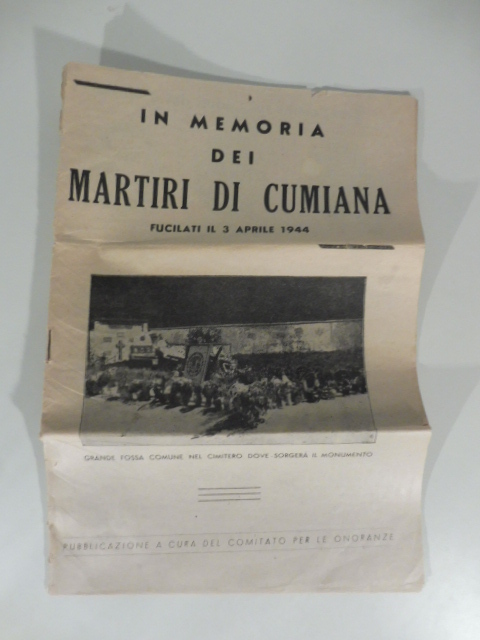 IN MEMORIA
DEI
MARTIRI DI CUMIANA
FUCILATI IL 3 APRILE 1944
GRANDE FOSSA COMUNE NEL CIMITERO DOVE SORGERÀ IL MONUMENTO
PUBBLICAZIONE A CURA DEL COMITATO PER LE ONORANZE